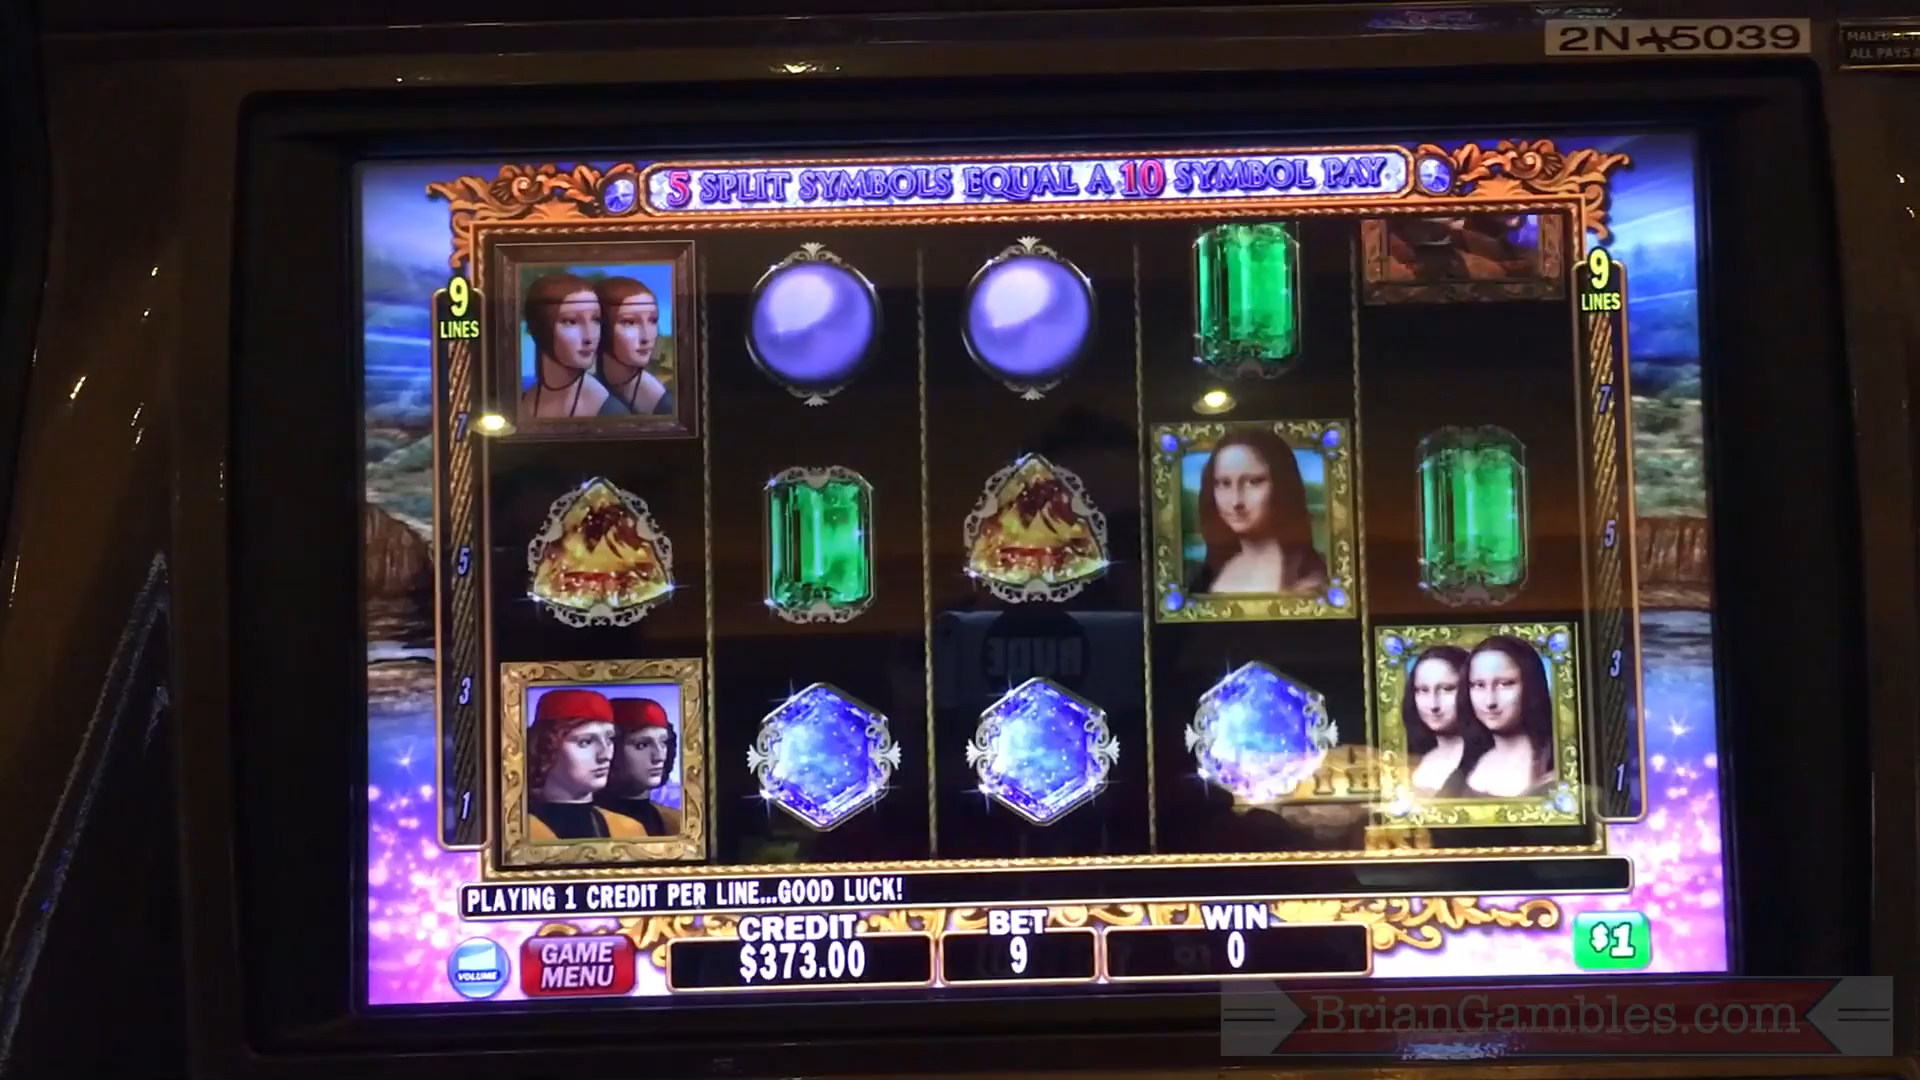 2N+5039
5 SPLIT SYMBOLS EQUAL A 10 SYMBOL PAY
9
LINES
9
LINES
7
7
5
5
3
3
1
1
PLAYING 1 CREDIT PER LINE...GOOD LUCK!
VOLUME
GAME
MENU
CREDIT
$373.00
BET
9
WIN
0
$1
BrianGambles.com